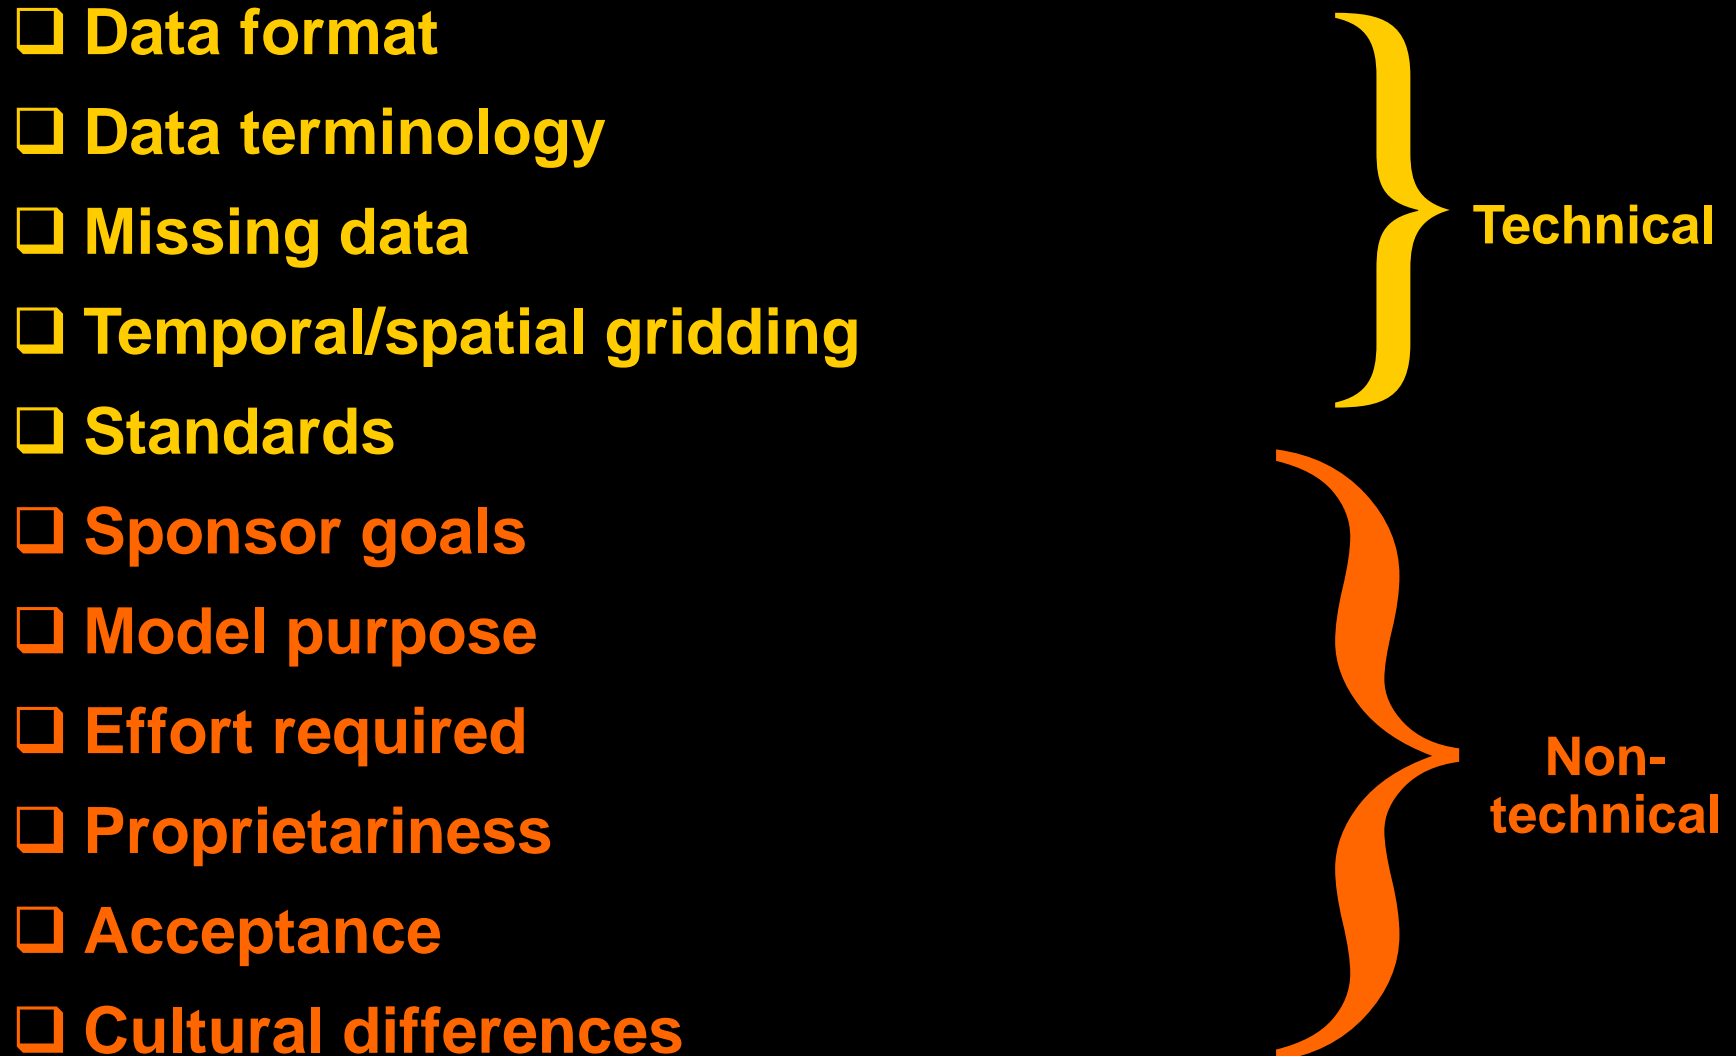 Data format
Data terminology
Missing data
Temporal/spatial gridding
Standards
Technical
Sponsor goals
Model purpose
Effort required
Proprietariness
Acceptance
Cultural differences
Non-
technical